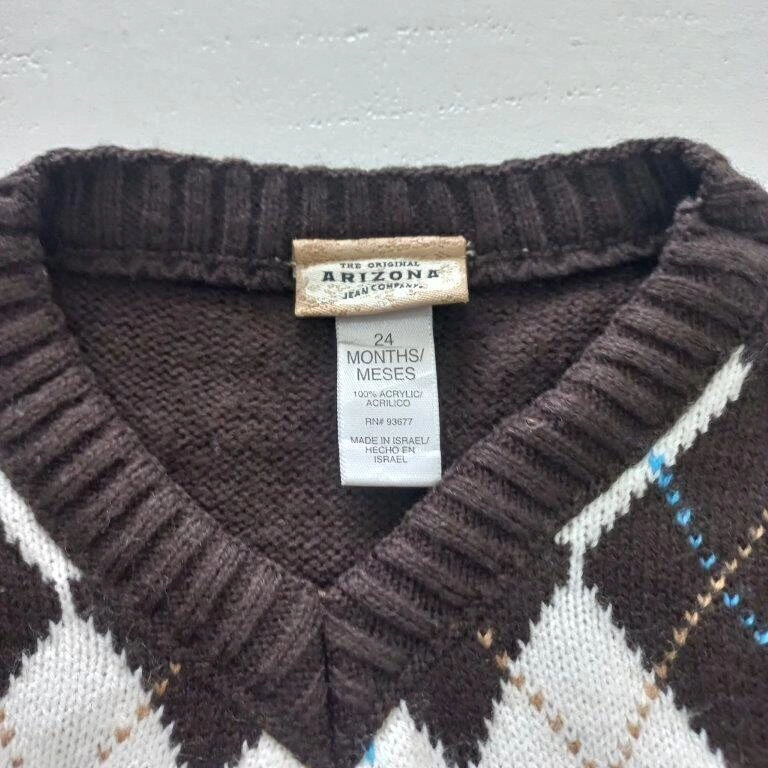 THE ORIGINAL
ARIZONA
JEAN COMPANY
24
MONTHS/
MESES
100% ACRYLIC/
ACRILICO
RN# 93677
MADE IN ISRAEL/
HECHO EN
ISRAEL